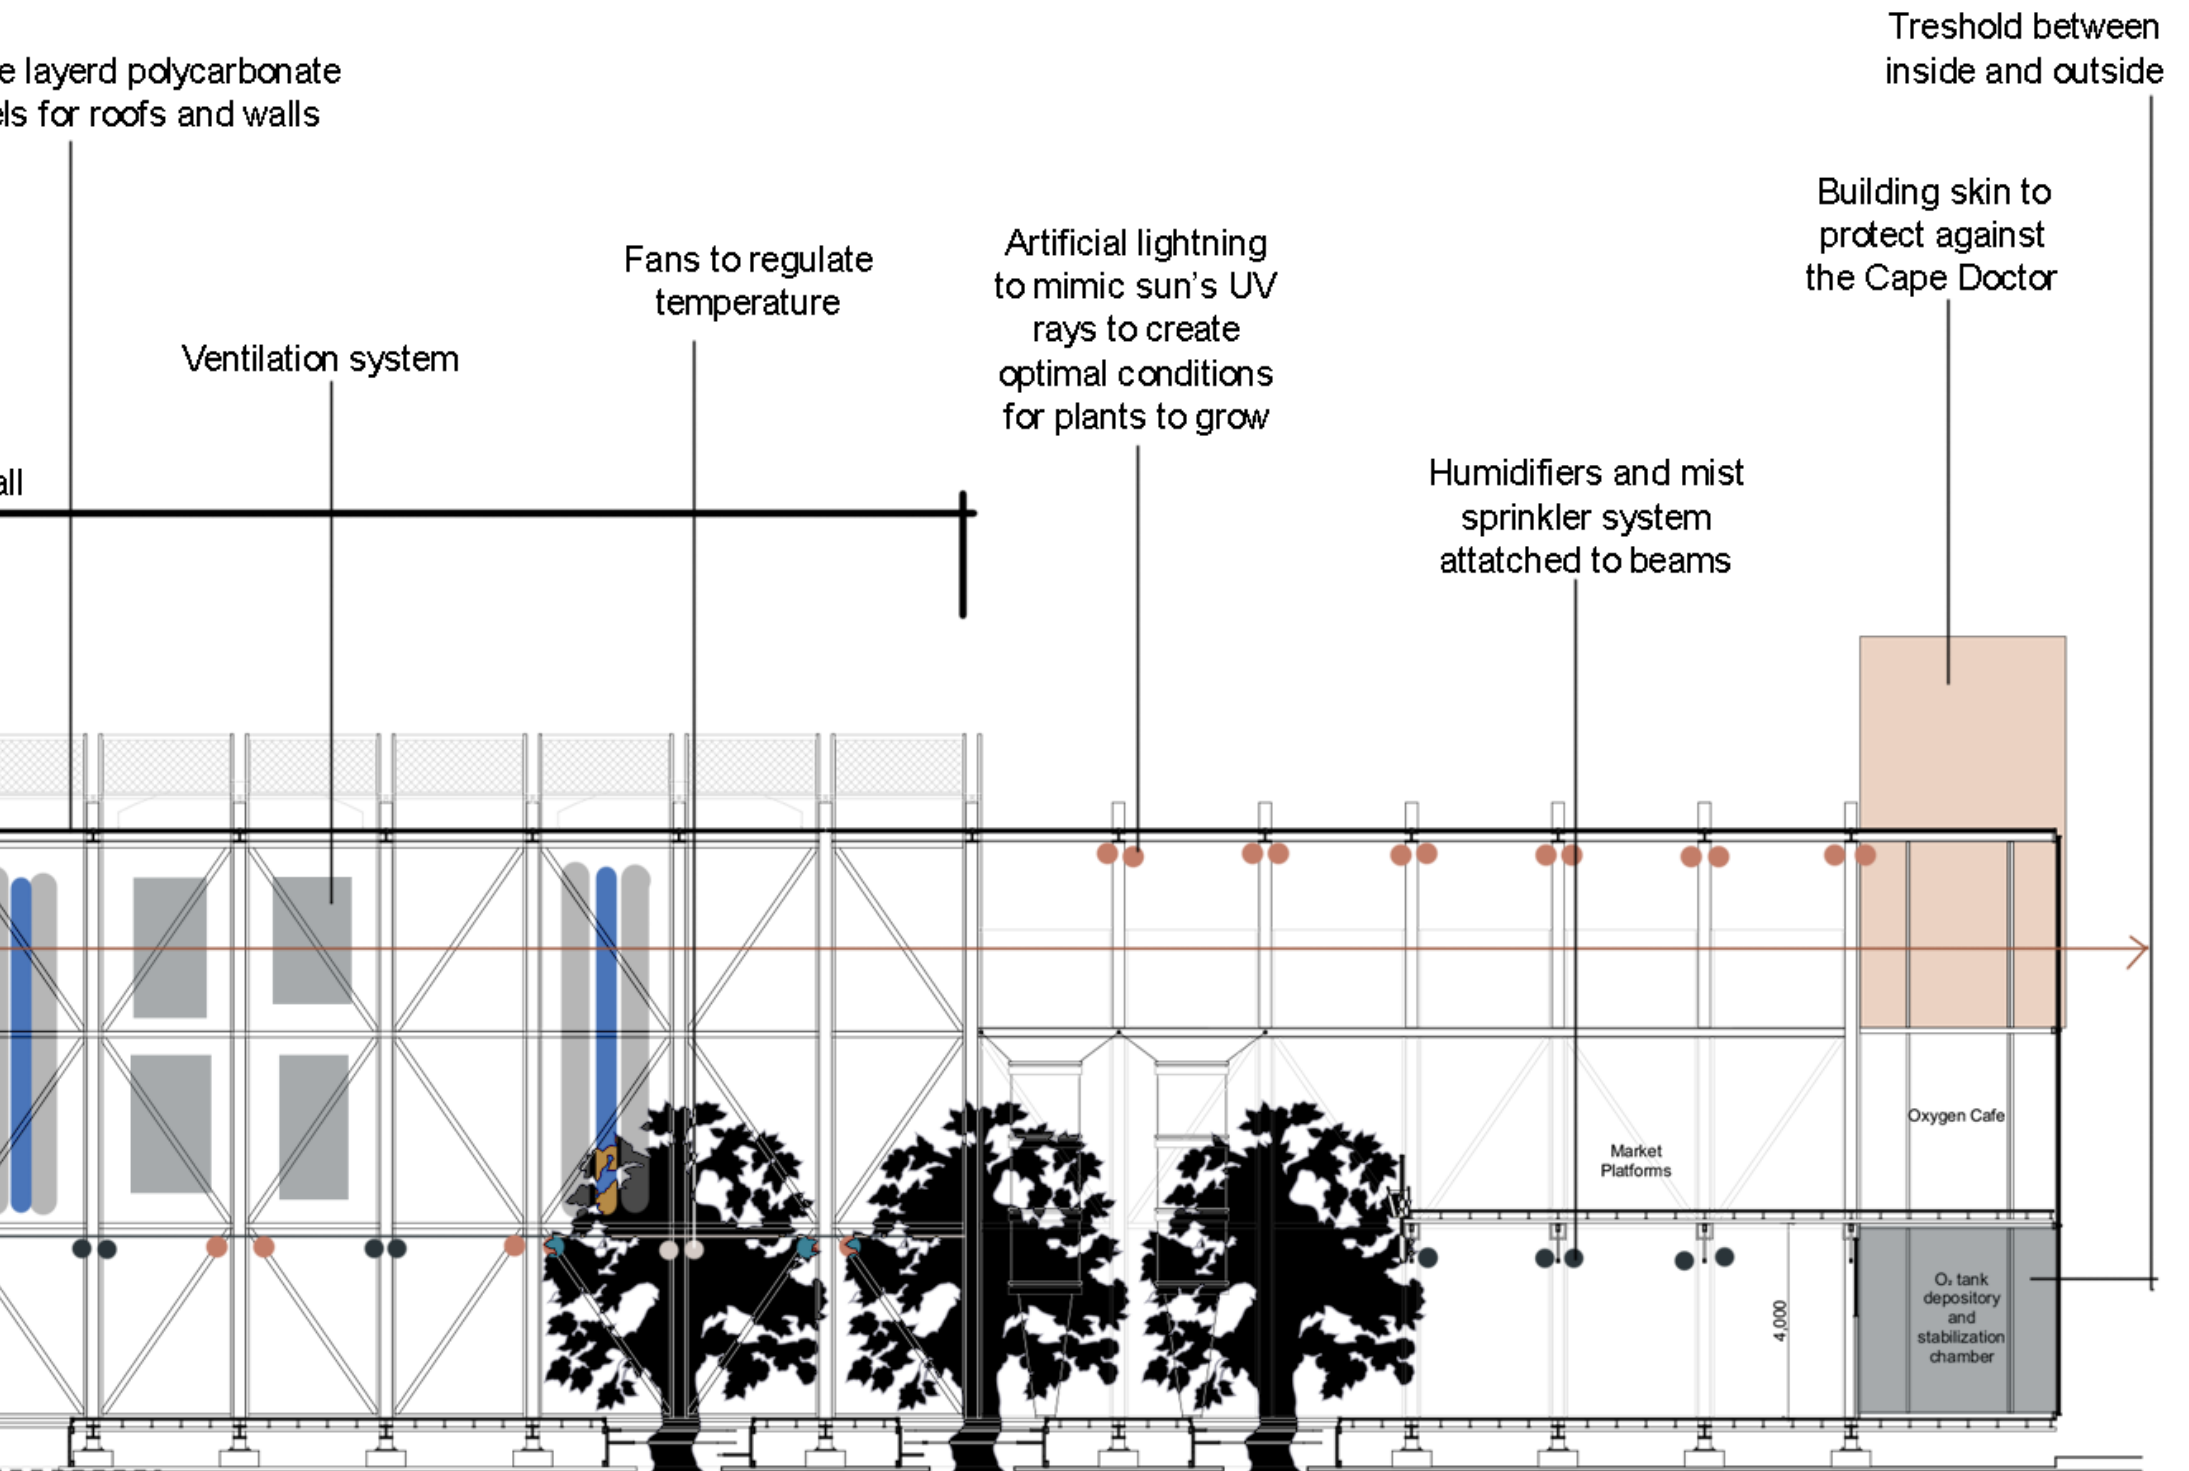 Treshold between
inside and outside
e layerd polycarbonate
els for roofs and walls
Building skin to
protect against
the Cape Doctor
Artificial lightning
to mimic sun's UV
rays to create
optimal conditions
for plants to grow
Fans to regulate
temperature
Ventilation system
Humidifiers and mist
sprinkler system
attatched to beams
all
Oxygen Cafe
Market
Platforms
O₂ tank
depository
and
stabilization
chamber
4,000